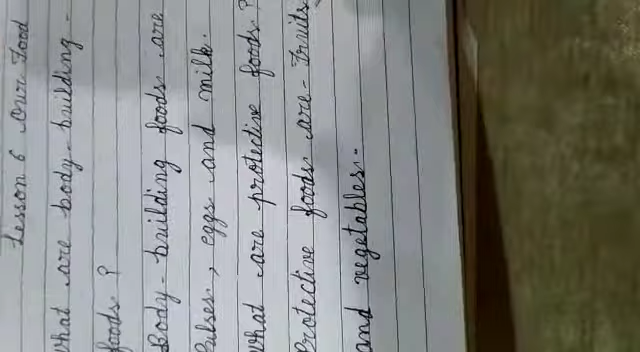 Lesson 6 Our Food
What are body-building-
foods?
Body-building foods are
Pulses, eggs and milk.
What are protective foods?
Protective foods are-Fruits
and vegetables.